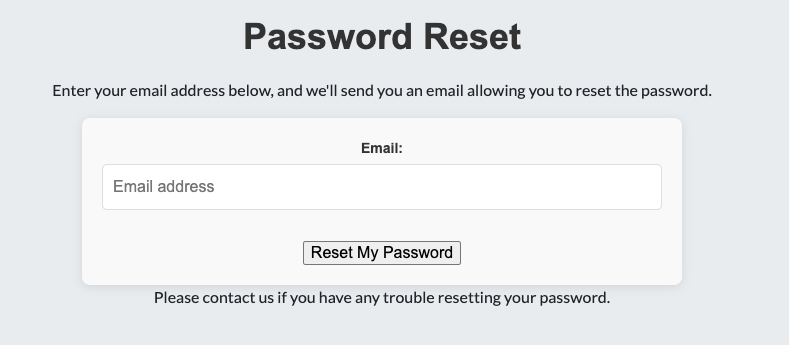 Password Reset
Enter your email address below, and we'll send you an email allowing you to reset the password.
Email:
Email address
Reset My Password
Please contact us if you have any trouble resetting your password.